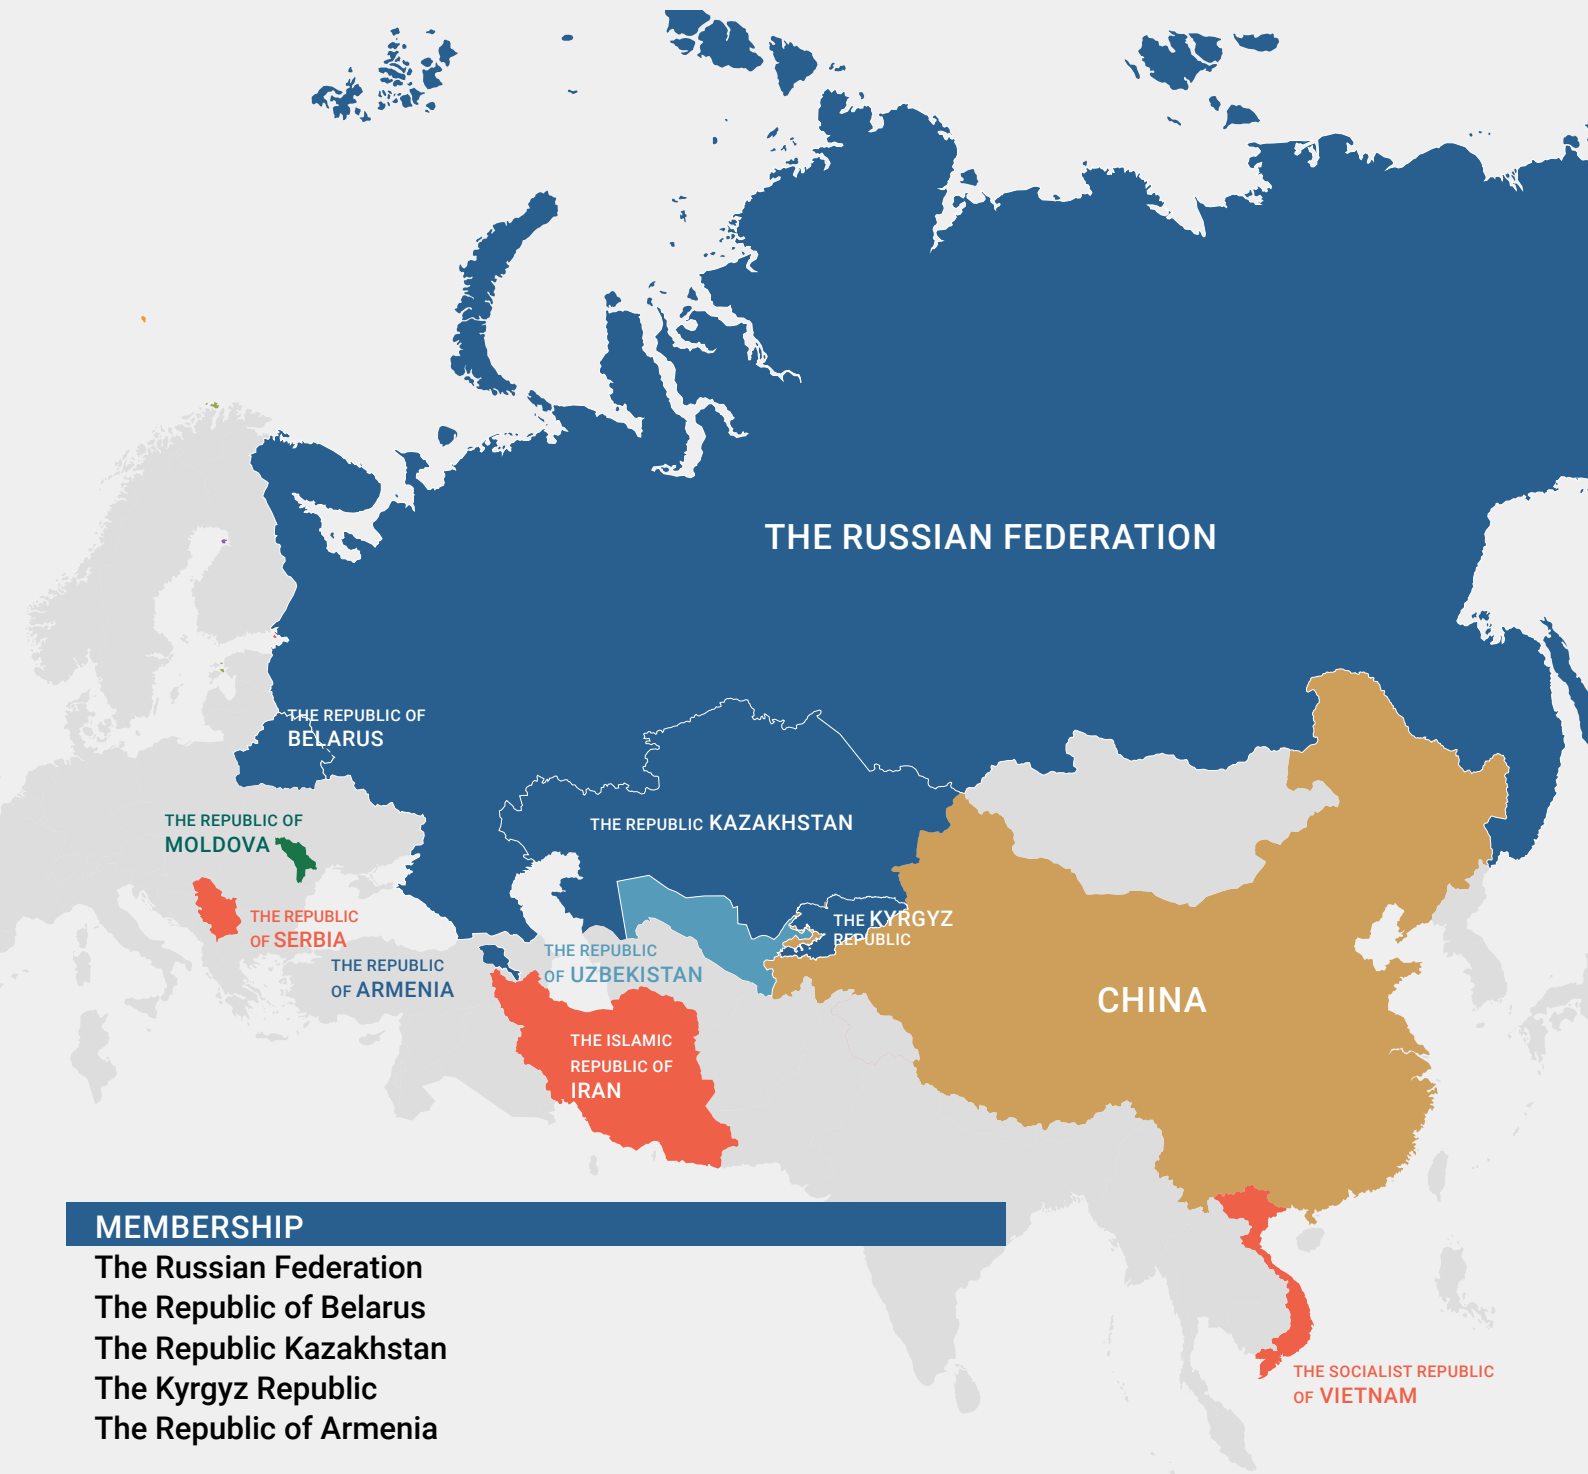 THE RUSSIAN FEDERATION
THE REPUBLIC OF
BELARUS
THE REPUBLIC KAZAKHSTAN
THE REPUBLIC OF
MOLDOVA
THE REPUBLIC
OF SERBIA
THE KYRGYZ
REPUBLIC
THE REPUBLIC
OF UZBEKISTAN
THE REPUBLIC
OF ARMENIA
CHINA
THE ISLAMIC
REPUBLIC OF
IRAN
MEMBERSHIP
The Russian Federation
The Republic of Belarus
The Republic Kazakhstan
The Kyrgyz Republic
The Republic of Armenia
THE SOCIALIST REPUBLIC
OF VIETNAM